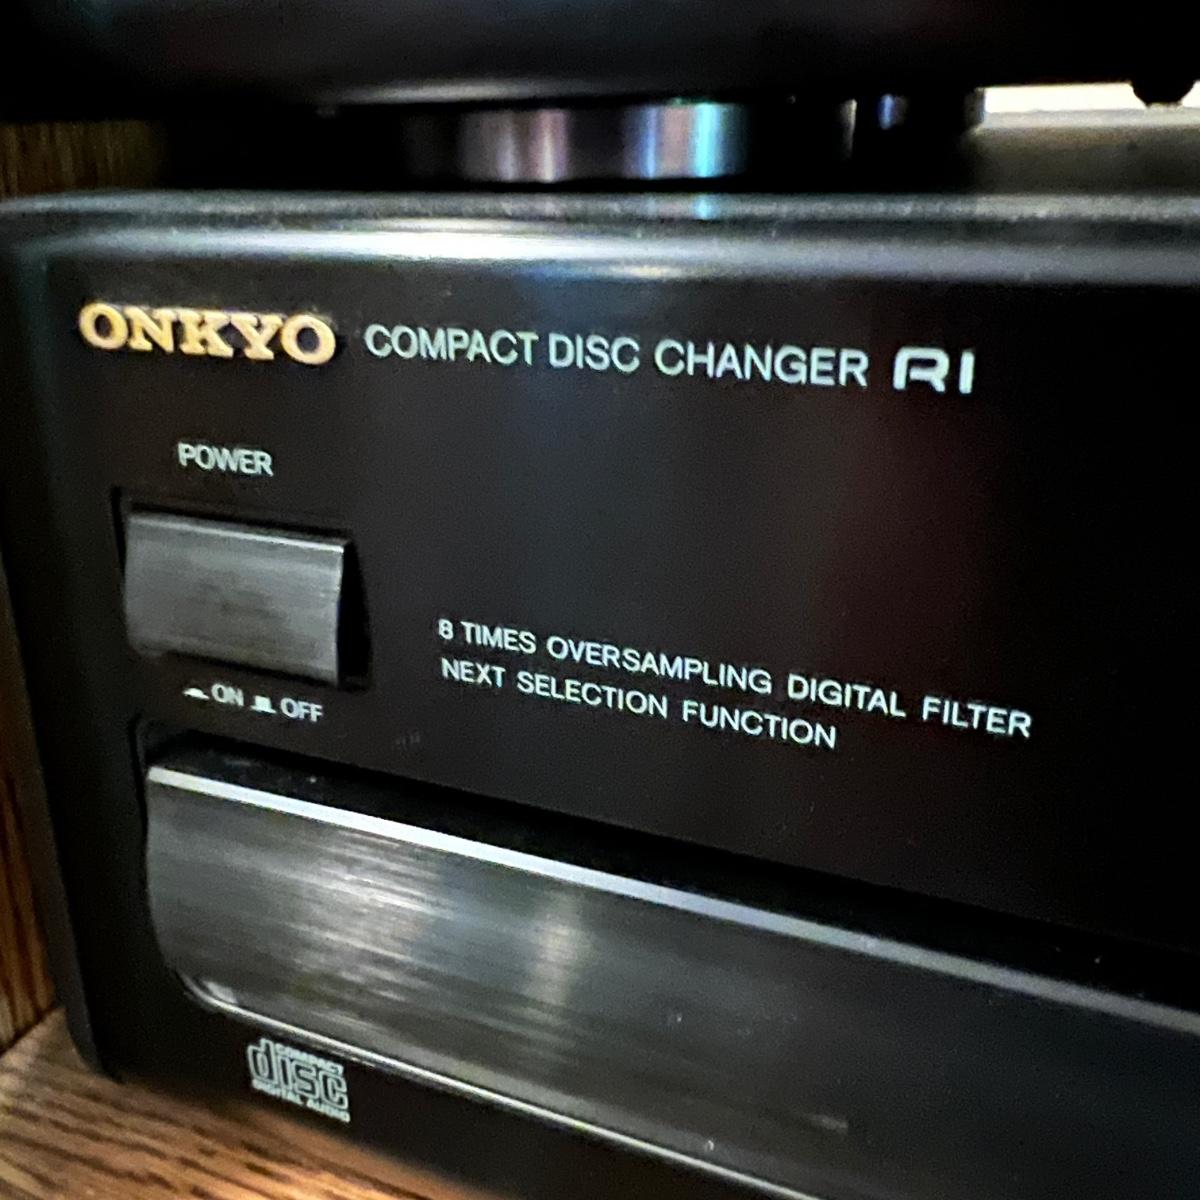 ONKYO COMPACT DISC CHANGER RI
POWER
ON OFF
8 TIMES OVERSAMPLING DIGITAL FILTER
NEXT SELECTION FUNCTION
COMPACT
disc
DIGITAL AUDIO